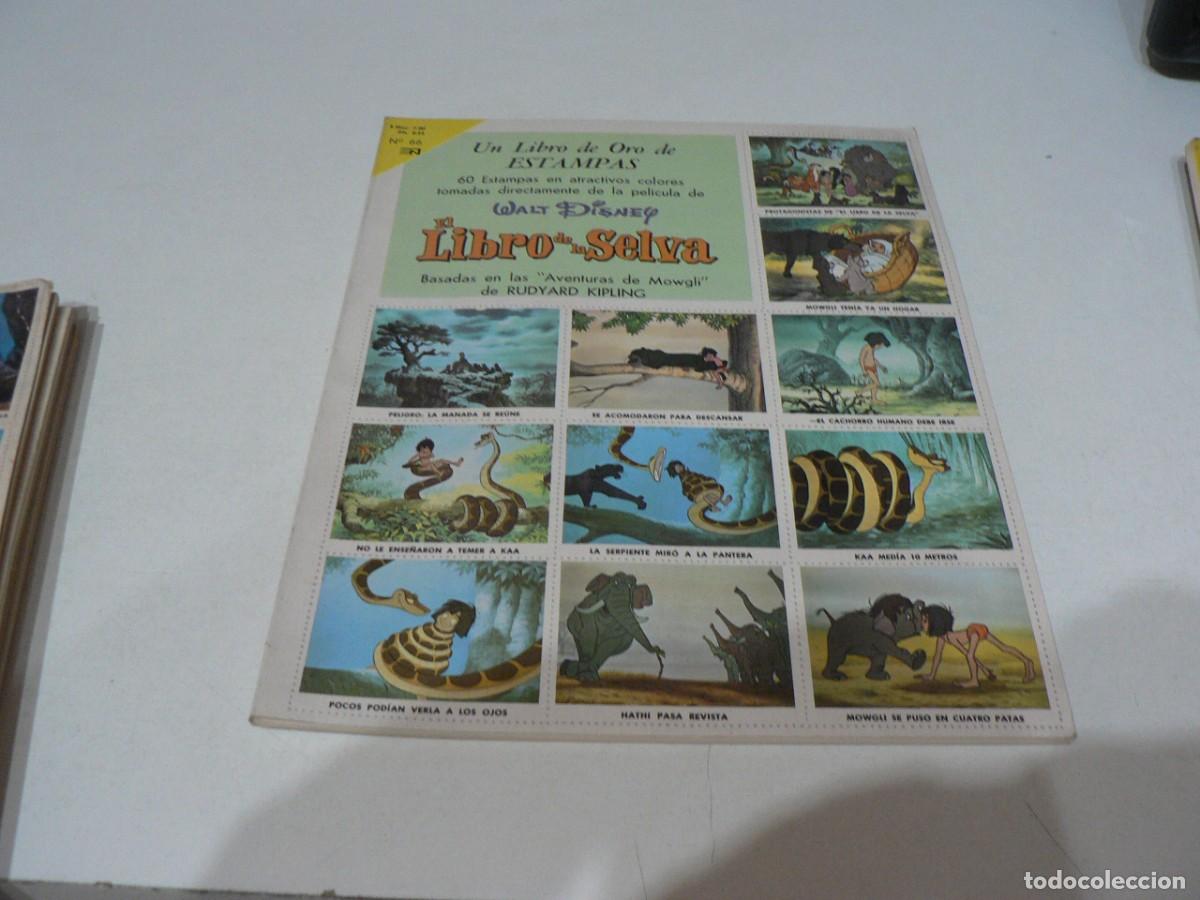 Nº 66
Un Libro de Oro de
ESTAMPAS
60 Estampas en atractivos colores
tomadas directamente de la película de
WALT DISNEY
El Libro de la Selva
Basadas en las "Aventuras de Mowgli"
de RUDYARD KIPLING
PROTAGONISTAS DE "EL LIBRO DE LA SELVA"
MOWGLI TENÍA YA UN HOGAR
PELIGRO: LA MANADA SE REÚNE
SE ACOMODARON PARA DESCANSAR
—EL CACHORRO HUMANO DEBE IRSE
NO LE ENSEÑARON A TEMER A KAA
LA SERPIENTE MIRÓ A LA PANTERA
KAA MEDÍA 10 METROS
POCOS PODÍAN VERLA A LOS OJOS
HATHI PASA REVISTA
MOWGLI SE PUSO EN CUATRO PATAS
todocoleccion